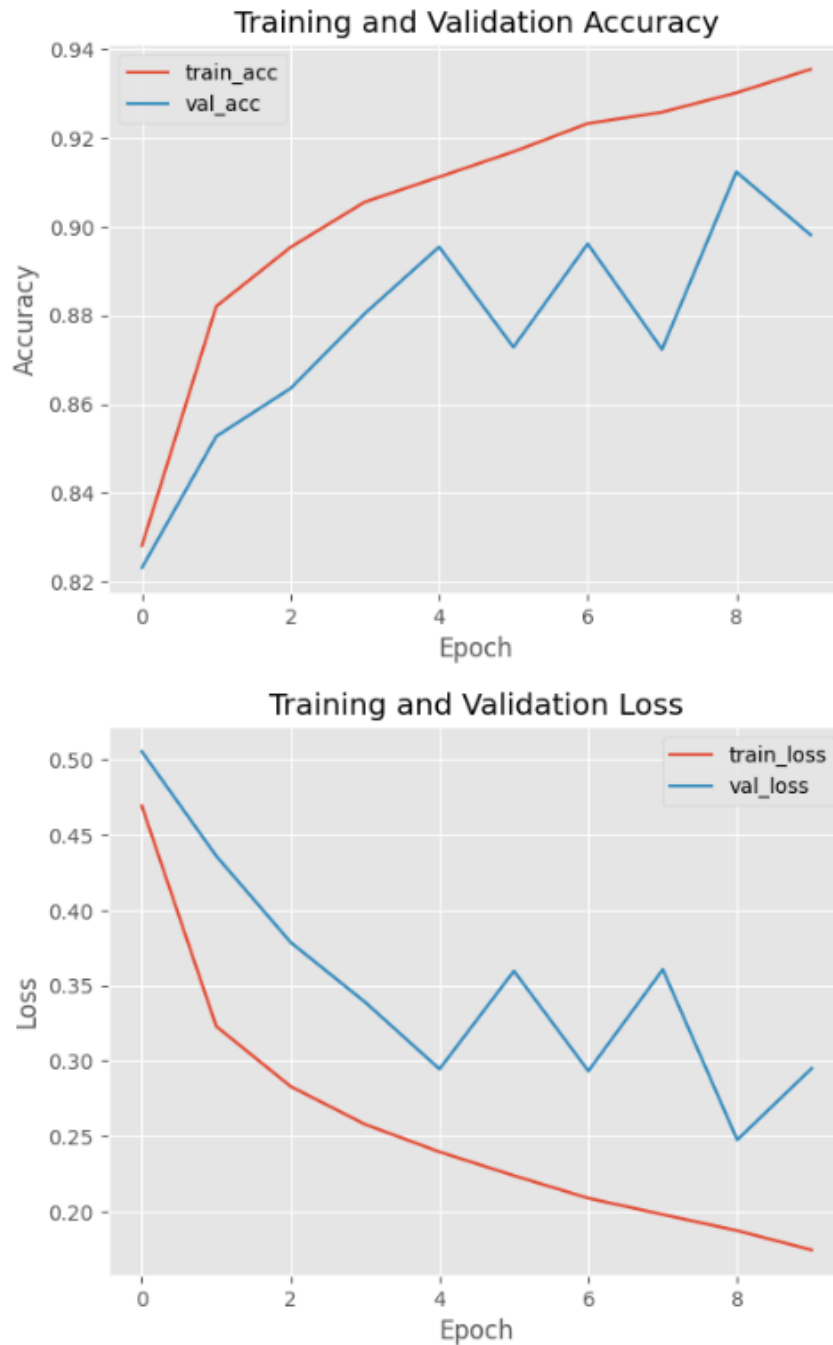 Training and Validation Accuracy
0.94
train_acc
val_acc
0.92
0.90
Accuracy
0.88
0.86
0.84
0.82
0 2 4 6 8
Epoch
Training and Validation Loss
0.50
train_loss
val_loss
0.45
0.40
0.35
Loss
0.30
0.25
0.20
0 2 4 6 8
Epoch